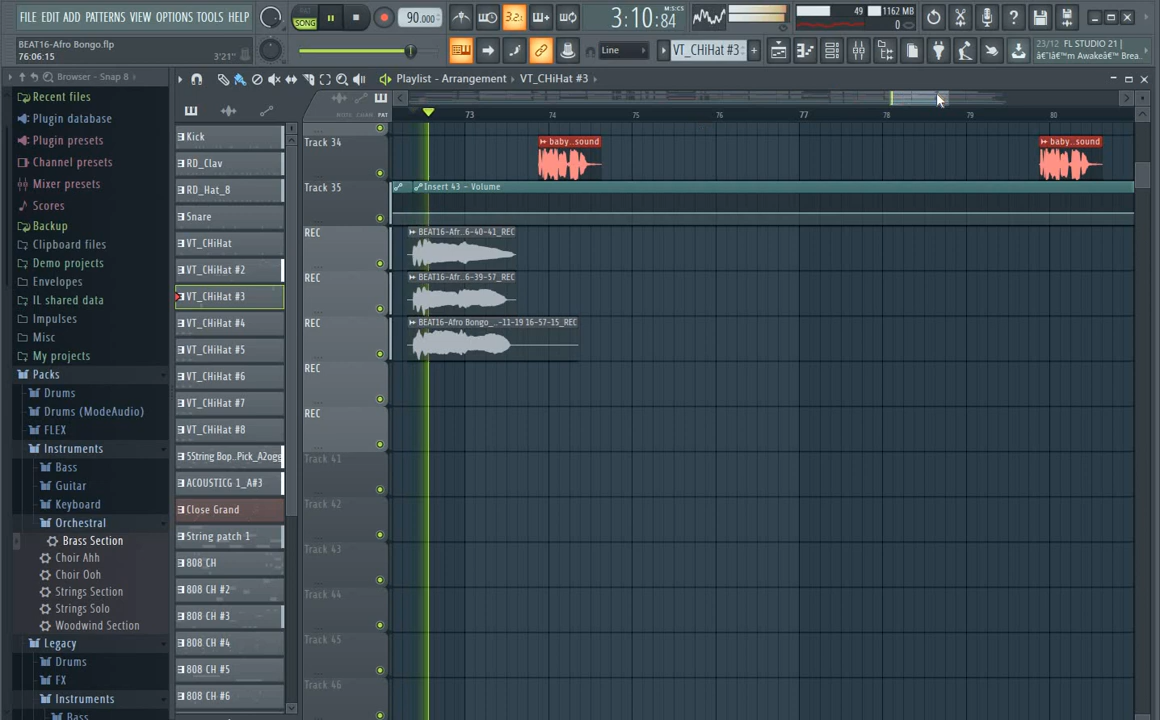 FILE EDIT ADD PATTERNS VIEW OPTIONS TOOLS HELP
SONG
90.000
3:10:84
M:S:CS
49
1162 MB
0
BEAT16-Afro Bongo.flp
76:06:15
3'21"
Line
VT_CHiHat #3
23/12 FL STUDIO 21 |
Browser - Snap 8
Playlist - Arrangement › VT_CHiHat #3 ›
Recent files
Plugin database
Plugin presets
Channel presets
Mixer presets
Scores
Backup
Clipboard files
Demo projects
Envelopes
IL shared data
Impulses
Misc
My projects
Packs
Drums
Drums (ModeAudio)
FLEX
Instruments
Bass
Guitar
Keyboard
Orchestral
Brass Section
Choir Ahh
Choir Ooh
Strings Section
Strings Solo
Woodwind Section
Legacy
Drums
FX
Instruments
Bass
Kick
RD_Clav
RD_Hat_8
Snare
VT_CHiHat
VT_CHiHat #2
VT_CHiHat #3
VT_CHiHat #4
VT_CHiHat #5
VT_CHiHat #6
VT_CHiHat #7
VT_CHiHat #8
5String Bop..Pick_A2ogg
ACOUSTICG 1_A#3
Close Grand
String patch 1
808 CH
808 CH #2
808 CH #3
808 CH #4
808 CH #5
808 CH #6
NOTE CHAN PAT
73 74 75 76 77 78 79 80
Track 34
baby..sound
baby..sound
Track 35
Insert 43 - Volume
REC
BEAT16-Afr..6-40-41_REC
REC
BEAT16-Afr..6-39-57_REC
REC
BEAT16-Afro Bongo_..-11-19 16-57-15_REC
REC
REC
Track 41
Track 42
Track 43
Track 44
Track 45
Track 46